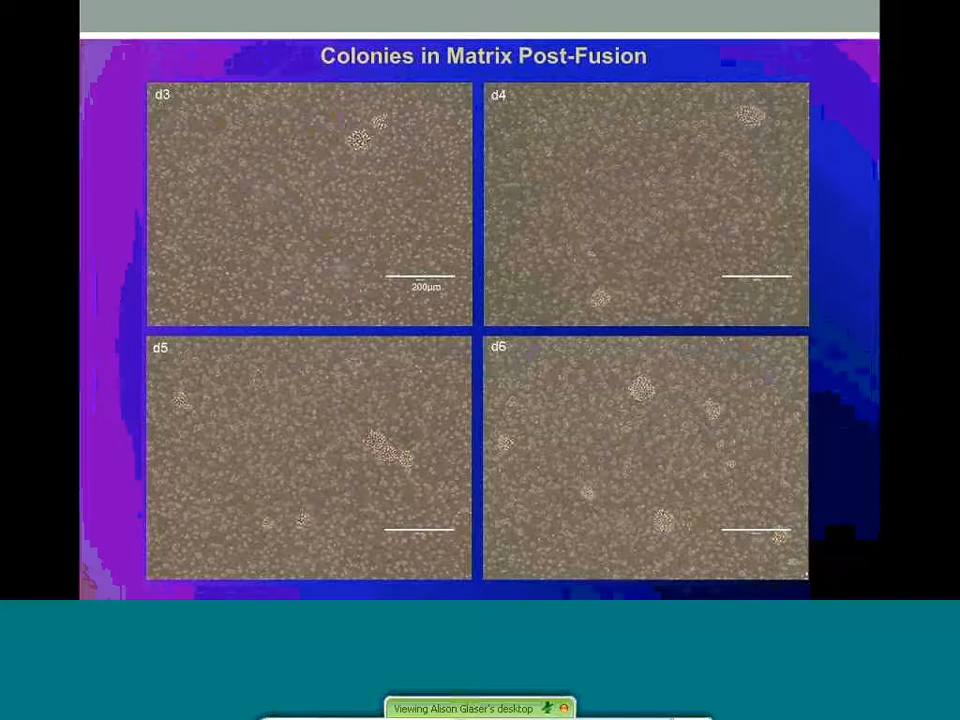 Colonies in Matrix Post-Fusion
d3
d4
200µm
d5
d6
Viewing Alison Glaser's desktop